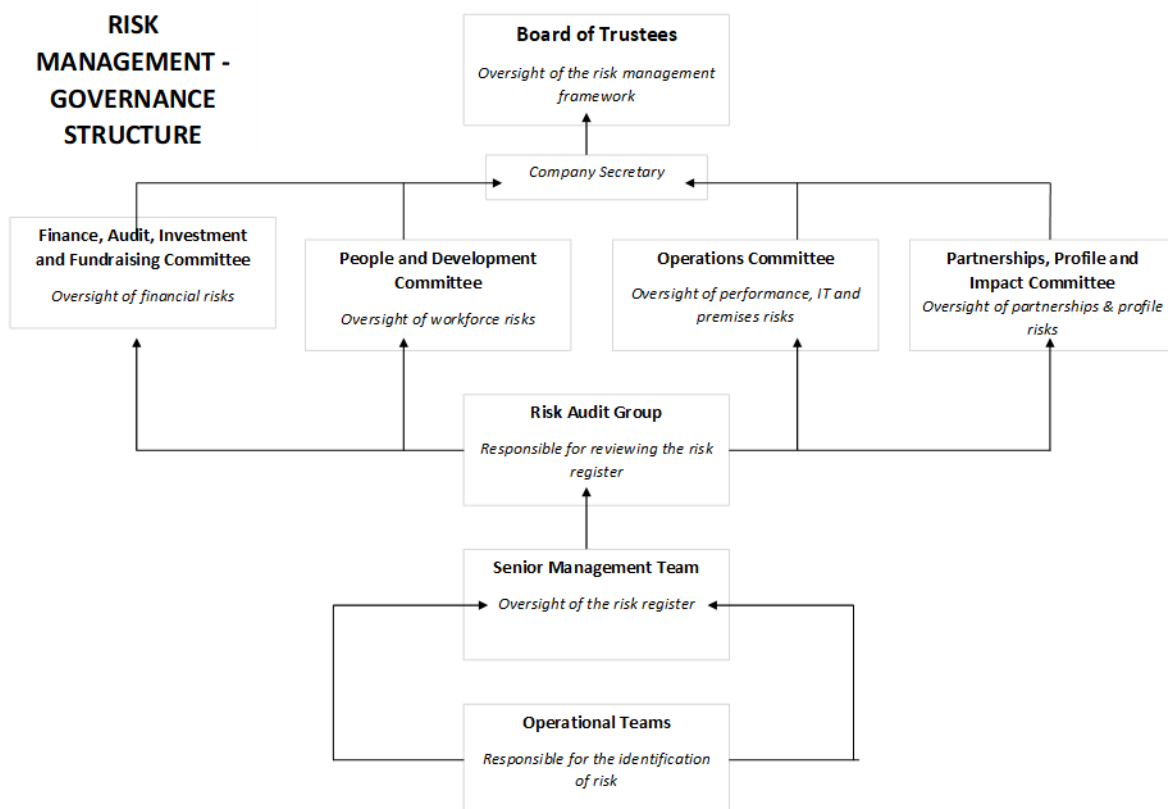 RISK
MANAGEMENT -
GOVERNANCE
STRUCTURE
Board of Trustees
Oversight of the risk management
framework
Company Secretary
Finance, Audit, Investment
and Fundraising Committee
Oversight of financial risks
People and Development
Committee
Oversight of workforce risks
Operations Committee
Oversight of performance, IT and
premises risks
Partnerships, Profile and
Impact Committee
Oversight of partnerships & profile
risks
Risk Audit Group
Responsible for reviewing the risk
register
Senior Management Team
Oversight of the risk register
Operational Teams
Responsible for the identification
of risk